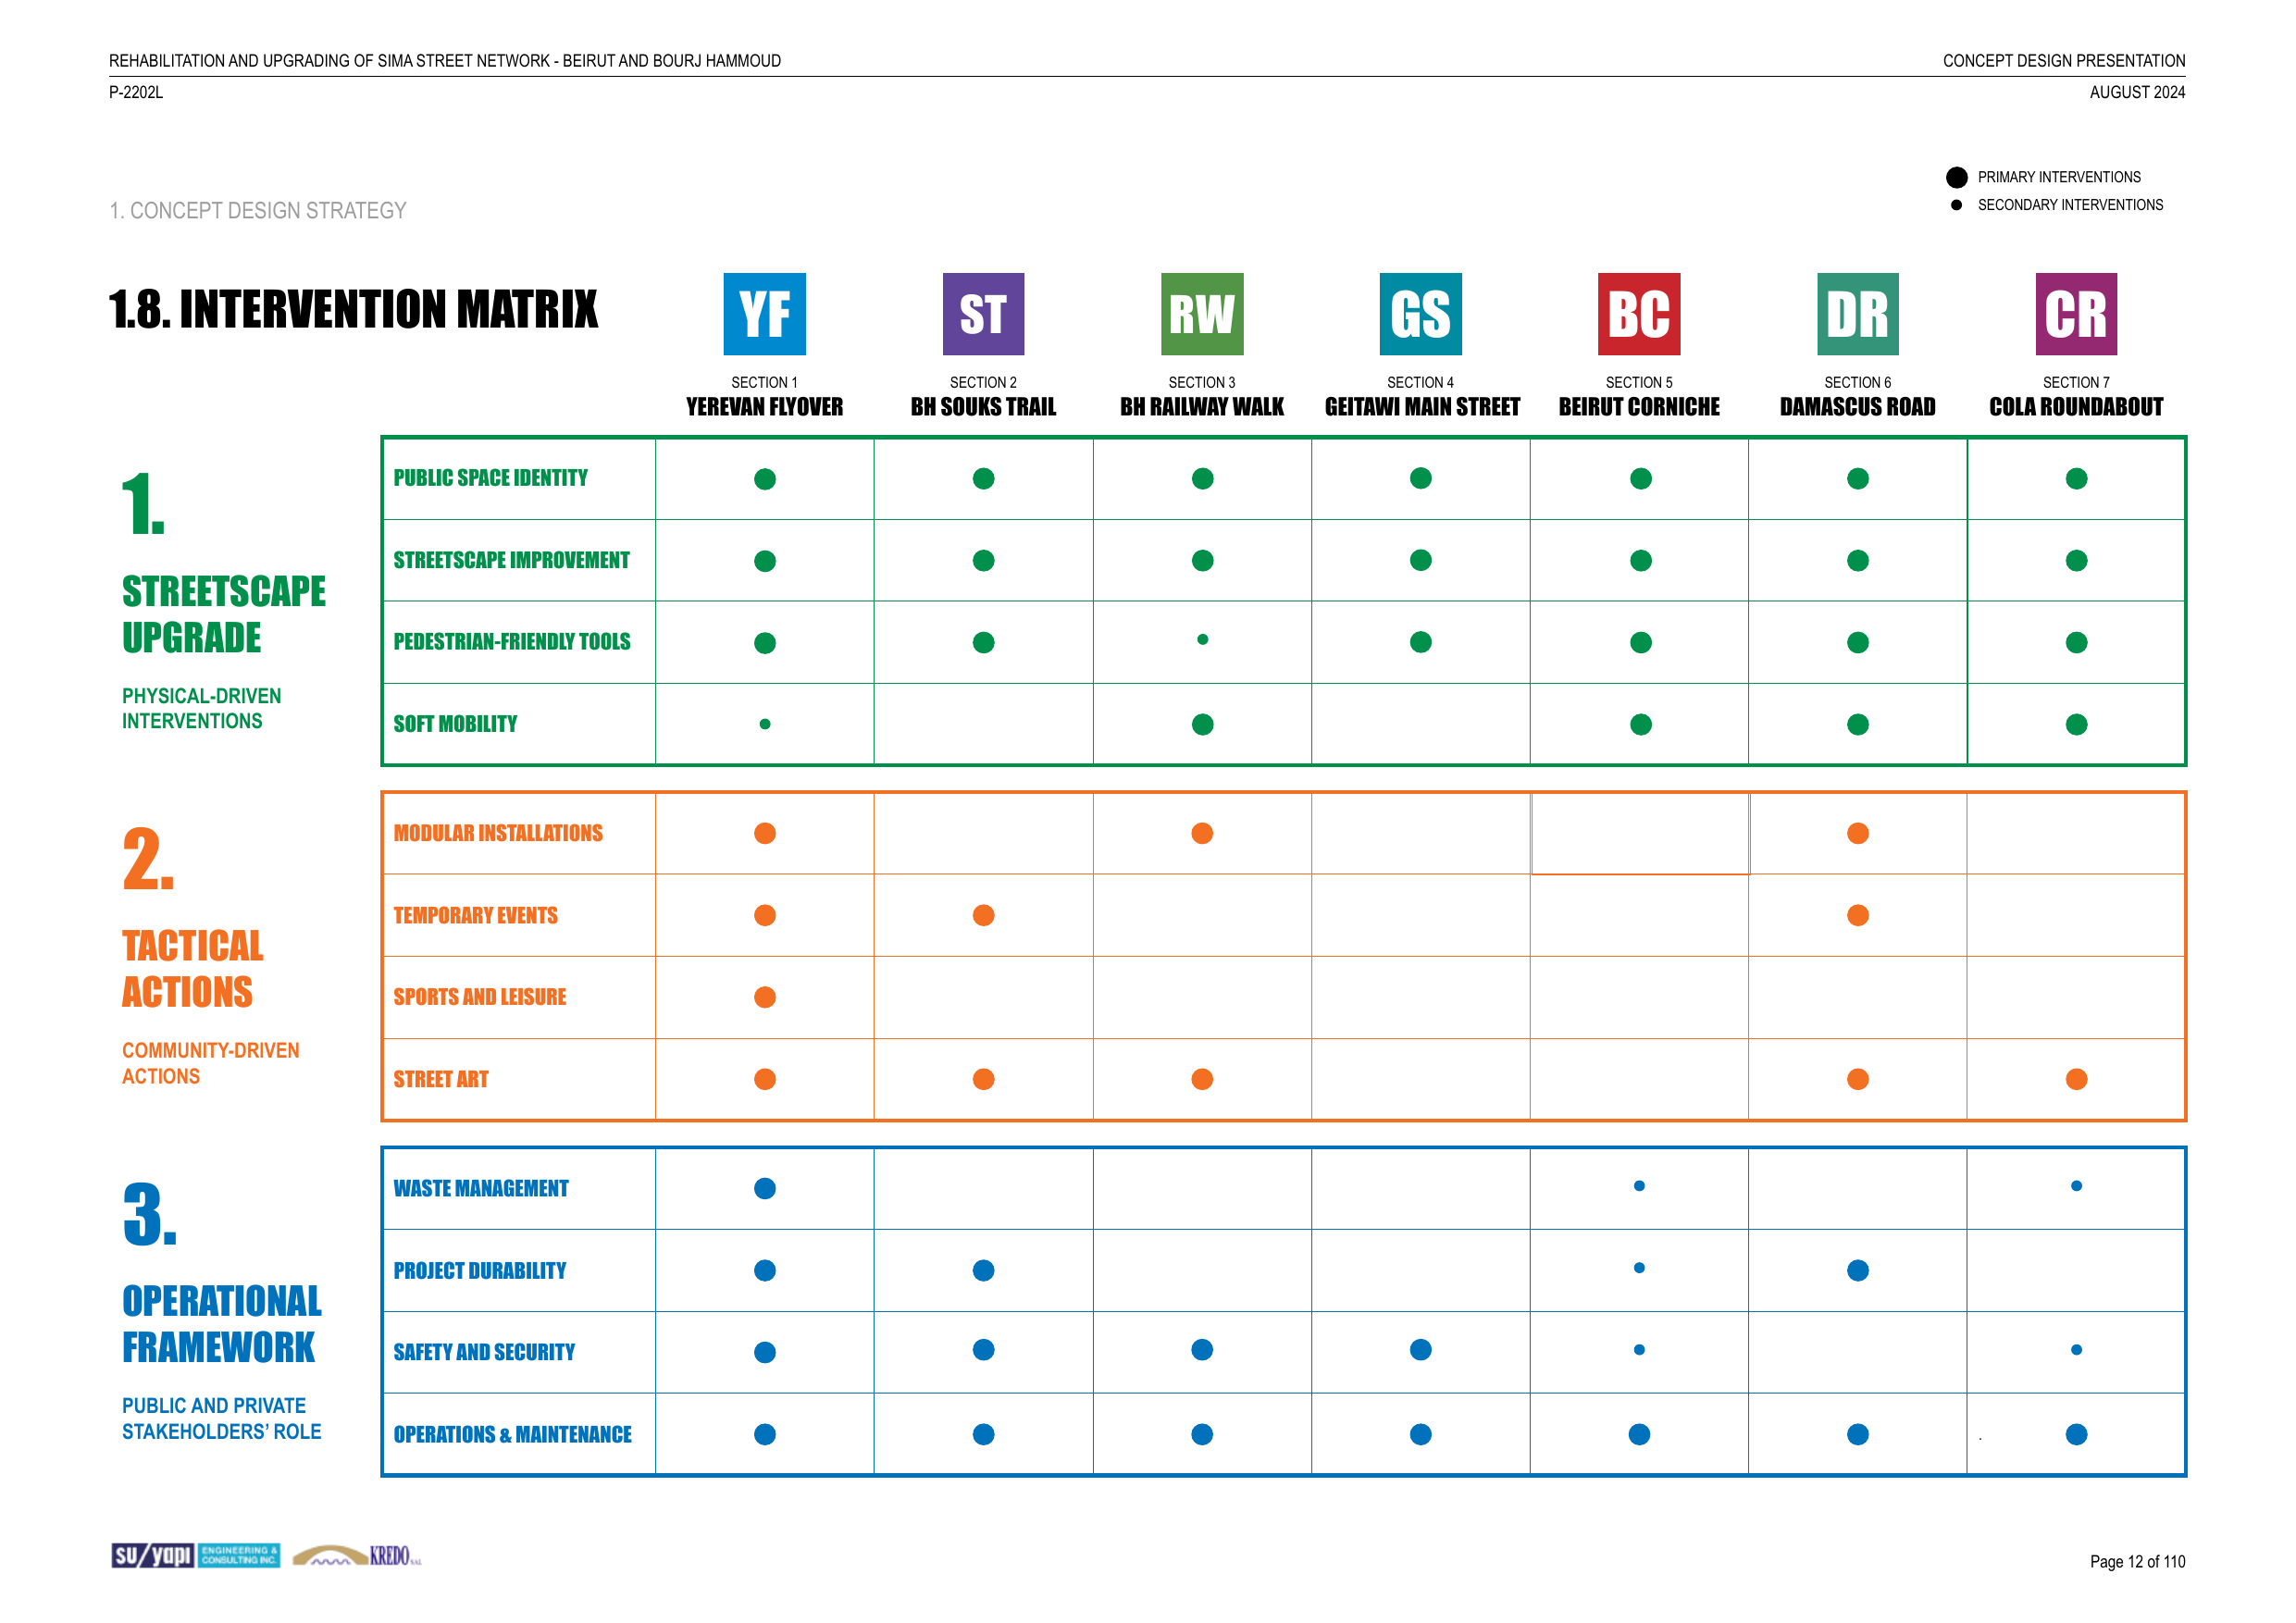 REHABILITATION AND UPGRADING OF SIMA STREET NETWORK - BEIRUT AND BOURJ HAMMOUD
CONCEPT DESIGN PRESENTATION
P-2202L
AUGUST 2024
PRIMARY INTERVENTIONS
SECONDARY INTERVENTIONS
1. CONCEPT DESIGN STRATEGY
1.8. INTERVENTION MATRIX
YF
ST
RW
GS
BC
DR
CR
SECTION 1
YEREVAN FLYOVER
SECTION 2
BH SOUKS TRAIL
SECTION 3
BH RAILWAY WALK
SECTION 4
GEITAWI MAIN STREET
SECTION 5
BEIRUT CORNICHE
SECTION 6
DAMASCUS ROAD
SECTION 7
COLA ROUNDABOUT
1.
STREETSCAPE
UPGRADE
PHYSICAL-DRIVEN
INTERVENTIONS
PUBLIC SPACE IDENTITY
STREETSCAPE IMPROVEMENT
PEDESTRIAN-FRIENDLY TOOLS
SOFT MOBILITY
2.
TACTICAL
ACTIONS
COMMUNITY-DRIVEN
ACTIONS
MODULAR INSTALLATIONS
TEMPORARY EVENTS
SPORTS AND LEISURE
STREET ART
3.
OPERATIONAL
FRAMEWORK
PUBLIC AND PRIVATE
STAKEHOLDERS' ROLE
WASTE MANAGEMENT
PROJECT DURABILITY
SAFETY AND SECURITY
OPERATIONS & MAINTENANCE
su/yapı
ENGINEERING &
CONSULTING INC.
KREDO SAL
Page 12 of 110